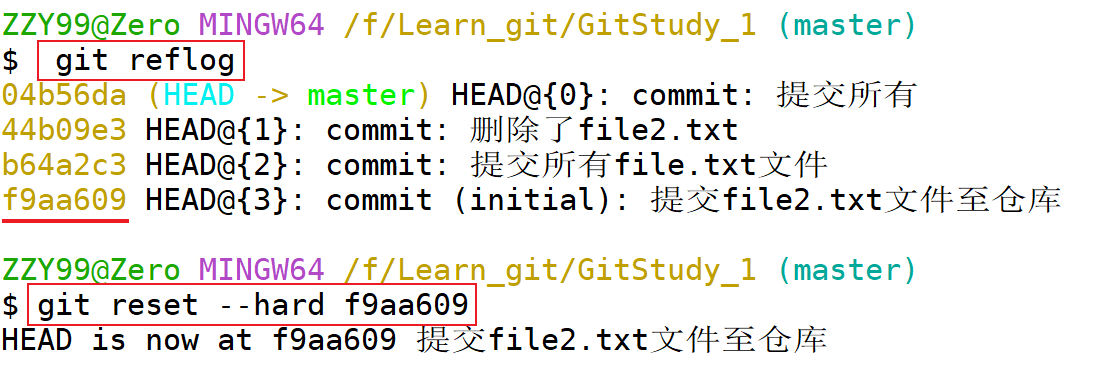 ZZY99@Zero MINGW64 /f/Learn_git/GitStudy_1 (master)
$ git reflog
04b56da (HEAD -> master) HEAD@{0}: commit: 提交所有
44b09e3 HEAD@{1}: commit: 删除了file2.txt
b64a2c3 HEAD@{2}: commit: 提交所有file.txt文件
f9aa609 HEAD@{3}: commit (initial): 提交file2.txt文件至仓库
ZZY99@Zero MINGW64 /f/Learn_git/GitStudy_1 (master)
$ git reset --hard f9aa609
HEAD is now at f9aa609 提交file2.txt文件至仓库